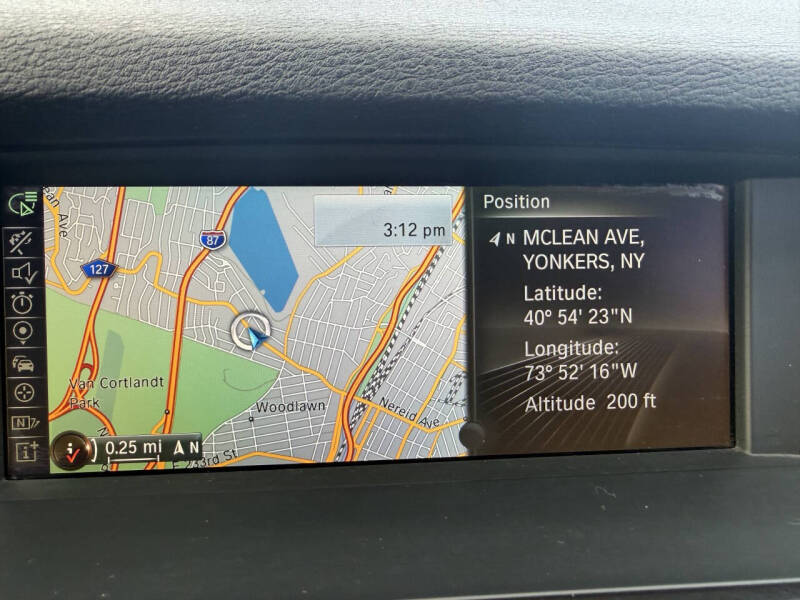 Ave
87
3:12 pm
127
Van Cortlandt
Park
Woodlawn
Nereid Ave
E 233rd St
0.25 mi N
Position
N MCLEAN AVE,
YONKERS, NY
Latitude:
40° 54' 23"N
Longitude:
73° 52' 16"W
Altitude 200 ft
N
i+